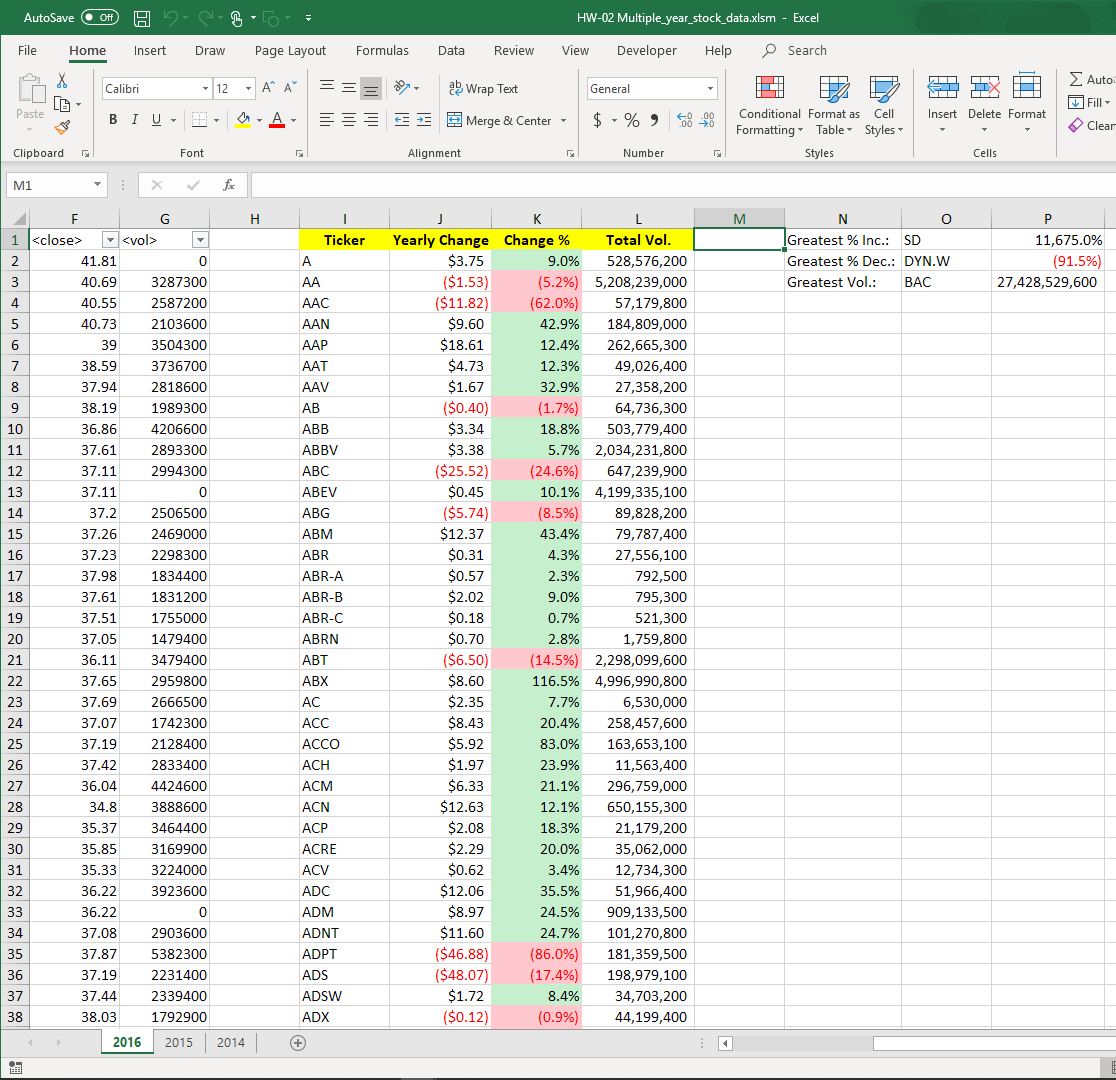 AutoSave Off HW-02 Multiple_year_stock_data.xlsm - Excel
File Home Insert Draw Page Layout Formulas Data Review View Developer Help Search
Paste Calibri 12 A^ Aˇ ab Wrap Text General Conditional Formatting Format as Table Cell Styles Insert Delete Format Auto
B I U A Merge & Center $ % 9 .00 .00 Fill
Clear
Clipboard Font Alignment Number Styles Cells
M1 fx
F G H I J K L M N O P
1 <close> <vol> Ticker Yearly Change Change % Total Vol. Greatest % Inc.: SD 11,675.0%
2 41.81 0 A $3.75 9.0% 528,576,200 Greatest % Dec.: DYN.W (91.5%)
3 40.69 3287300 AA ($1.53) (5.2%) 5,208,239,000 Greatest Vol.: BAC 27,428,529,600
4 40.55 2587200 AAC ($11.82) (62.0%) 57,179,800
5 40.73 2103600 AAN $9.60 42.9% 184,809,000
6 39 3504300 AAP $18.61 12.4% 262,665,300
7 38.59 3736700 AAT $4.73 12.3% 49,026,400
8 37.94 2818600 AAV $1.67 32.9% 27,358,200
9 38.19 1989300 AB ($0.40) (1.7%) 64,736,300
10 36.86 4206600 ABB $3.34 18.8% 503,779,400
11 37.61 2893300 ABBV $3.38 5.7% 2,034,231,800
12 37.11 2994300 ABC ($25.52) (24.6%) 647,239,900
13 37.11 0 ABEV $0.45 10.1% 4,199,335,100
14 37.2 2506500 ABG ($5.74) (8.5%) 89,828,200
15 37.26 2469000 ABM $12.37 43.4% 79,787,400
16 37.23 2298300 ABR $0.31 4.3% 27,556,100
17 37.98 1834400 ABR-A $0.57 2.3% 792,500
18 37.61 1831200 ABR-B $2.02 9.0% 795,300
19 37.51 1755000 ABR-C $0.18 0.7% 521,300
20 37.05 1479400 ABRN $0.70 2.8% 1,759,800
21 36.11 3479400 ABT ($6.50) (14.5%) 2,298,099,600
22 37.65 2959800 ABX $8.60 116.5% 4,996,990,800
23 37.69 2666500 AC $2.35 7.7% 6,530,000
24 37.07 1742300 ACC $8.43 20.4% 258,457,600
25 37.19 2128400 ACCO $5.92 83.0% 163,653,100
26 37.42 2833400 ACH $1.97 23.9% 11,563,400
27 36.04 4424600 ACM $6.33 21.1% 296,759,000
28 34.8 3888600 ACN $12.63 12.1% 650,155,300
29 35.37 3464400 ACP $2.08 18.3% 21,179,200
30 35.85 3169900 ACRE $2.29 20.0% 35,062,000
31 35.33 3224000 ACV $0.62 3.4% 12,734,300
32 36.22 3923600 ADC $12.06 35.5% 51,966,400
33 36.22 0 ADM $8.97 24.5% 909,133,500
34 37.08 2903600 ADNT $11.60 24.7% 101,270,800
35 37.87 5382300 ADPT ($46.88) (86.0%) 181,359,500
36 37.19 2231400 ADS ($48.07) (17.4%) 198,979,100
37 37.44 2339400 ADSW $1.72 8.4% 34,703,200
38 38.03 1792900 ADX ($0.12) (0.9%) 44,199,400
2016 2015 2014